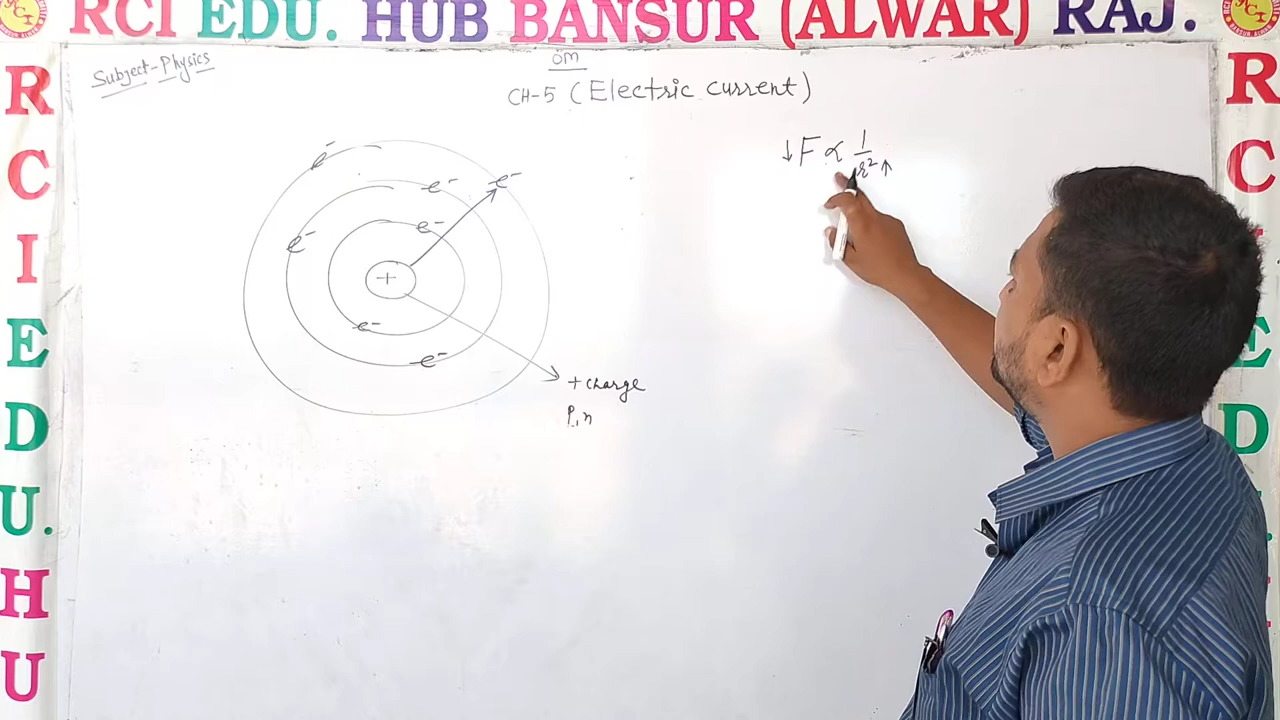 RCI EDU. HUB BANSUR (ALWAR) RAJ.
R
C
I
E
D
U.
H
U
R
C
E
D
Subject-Physics
om
CH-5 (Electric current)
↓F ∝ 1/r²↑
e⁻
e⁻
e⁻
e⁻
e⁻
+
e⁻
e⁻
+ charge
P, n